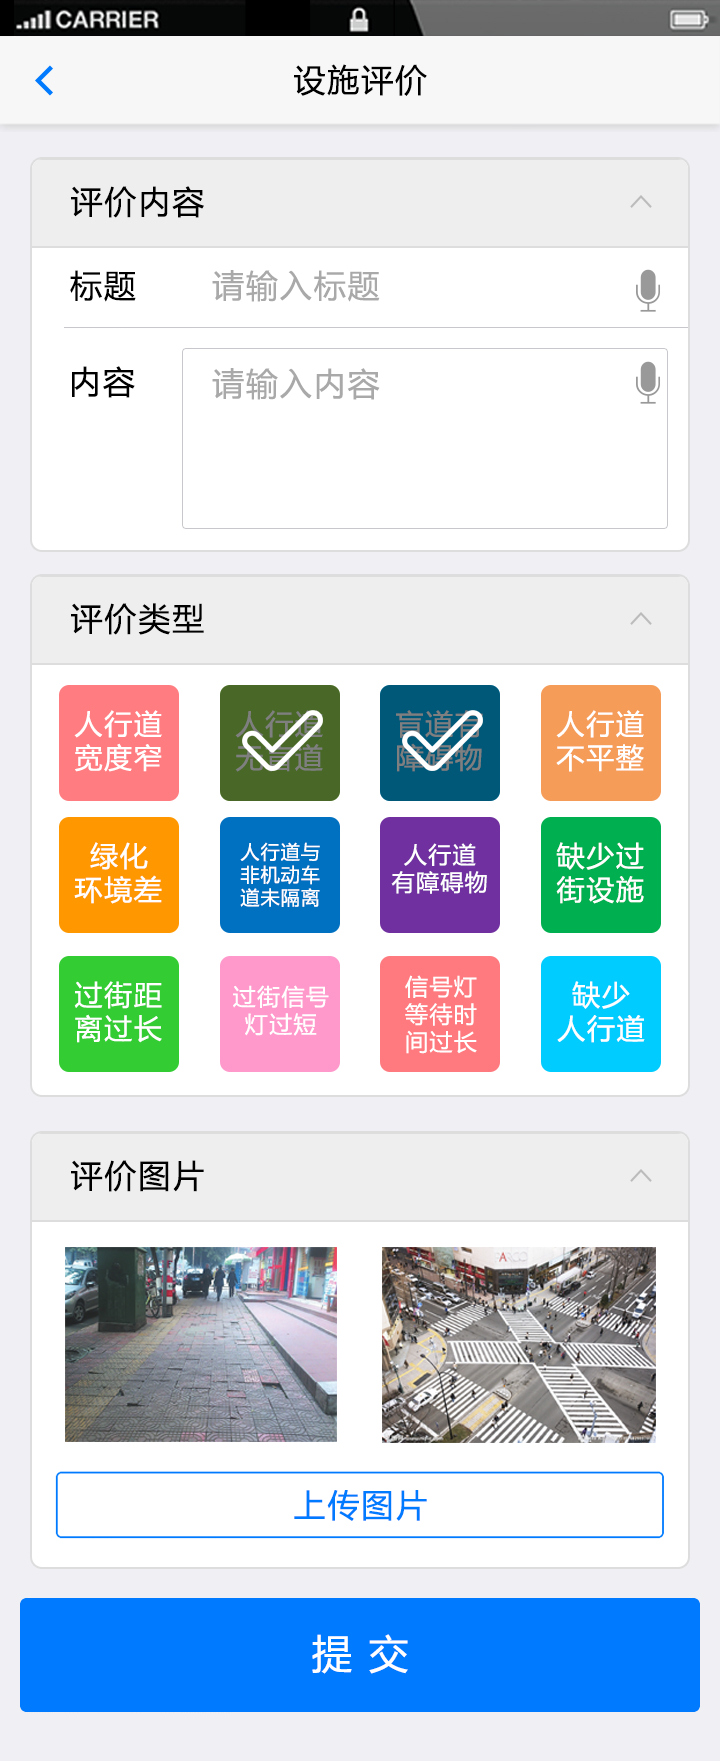 CARRIER
设施评价
评价内容
标题 请输入标题
内容 请输入内容
评价类型
人行道
宽度窄
人行道
无盲道
盲道有
障碍物
人行道
不平整
绿化
环境差
人行道与
非机动车
道未隔离
人行道
有障碍物
缺少过
街设施
过街距
离过长
过街信号
灯过短
信号灯
等待时
间过长
缺少
人行道
评价图片
上传图片
提 交